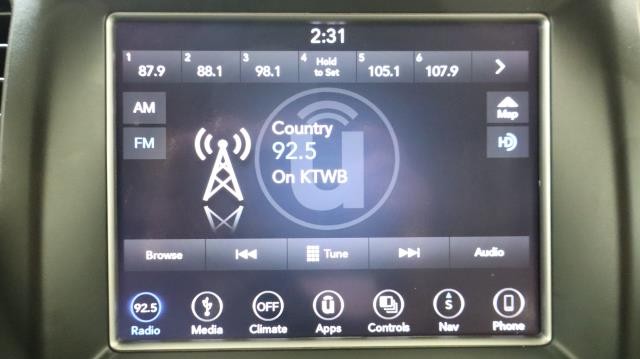 2:31
1 87.9 2 88.1 3 98.1 4 Hold to Set 5 105.1 6 107.9
AM
Map
FM
HD
Country
92.5
On KTWB
Browse Tune Audio
92.5 OFF S
Radio Media Climate Apps Controls Nav Phone